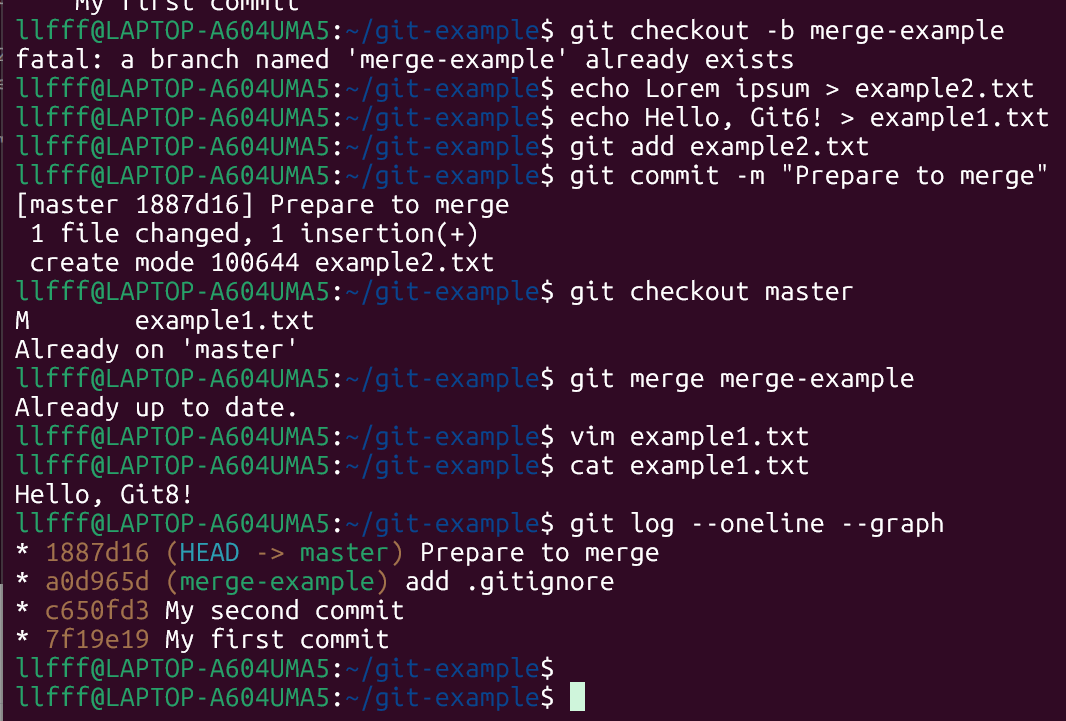 My first commit
llfff@LAPTOP-A604UMA5:~/git-example$ git checkout -b merge-example
fatal: a branch named 'merge-example' already exists
llfff@LAPTOP-A604UMA5:~/git-example$ echo Lorem ipsum > example2.txt
llfff@LAPTOP-A604UMA5:~/git-example$ echo Hello, Git6! > example1.txt
llfff@LAPTOP-A604UMA5:~/git-example$ git add example2.txt
llfff@LAPTOP-A604UMA5:~/git-example$ git commit -m "Prepare to merge"
[master 1887d16] Prepare to merge
 1 file changed, 1 insertion(+)
 create mode 100644 example2.txt
llfff@LAPTOP-A604UMA5:~/git-example$ git checkout master
M       example1.txt
Already on 'master'
llfff@LAPTOP-A604UMA5:~/git-example$ git merge merge-example
Already up to date.
llfff@LAPTOP-A604UMA5:~/git-example$ vim example1.txt
llfff@LAPTOP-A604UMA5:~/git-example$ cat example1.txt
Hello, Git8!
llfff@LAPTOP-A604UMA5:~/git-example$ git log --oneline --graph
* 1887d16 (HEAD -> master) Prepare to merge
* a0d965d (merge-example) add .gitignore
* c650fd3 My second commit
* 7f19e19 My first commit
llfff@LAPTOP-A604UMA5:~/git-example$
llfff@LAPTOP-A604UMA5:~/git-example$